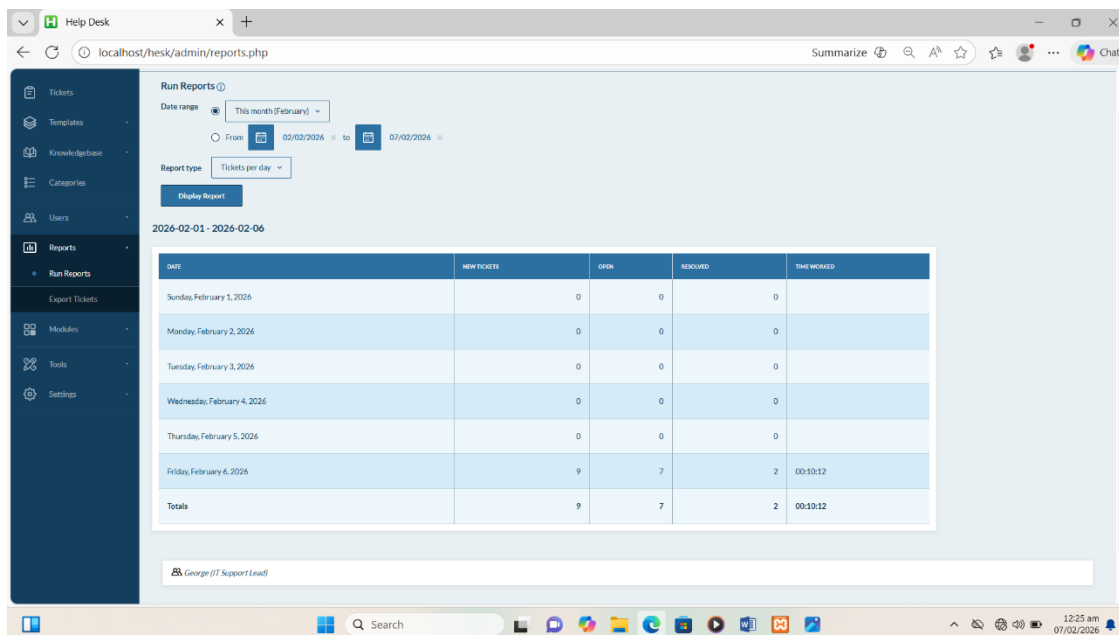 Help Desk
localhost/hesk/admin/reports.php
Summarize
Chat
Tickets
Templates
Knowledgebase
Categories
Users
Reports
Run Reports
Export Tickets
Modules
Tools
Settings
Run Reports
Date range
This month (February)
From 02/02/2026 × to 07/02/2026 ×
Report type Tickets per day
Display Report
2026-02-01 - 2026-02-06
DATE NEW TICKETS OPEN RESOLVED TIME WORKED
Sunday, February 1, 2026 0 0 0
Monday, February 2, 2026 0 0 0
Tuesday, February 3, 2026 0 0 0
Wednesday, February 4, 2026 0 0 0
Thursday, February 5, 2026 0 0 0
Friday, February 6, 2026 9 7 2 00:10:12
Totals 9 7 2 00:10:12
George (IT Support Lead)
Search
12:25 am
07/02/2026